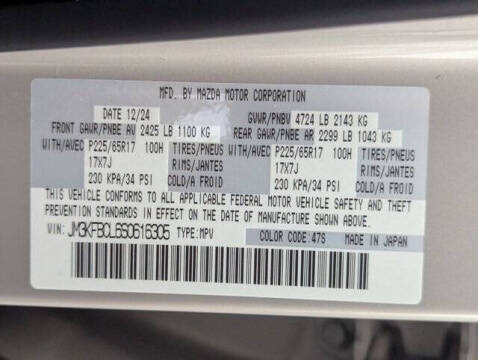 MFD. BY MAZDA MOTOR CORPORATION
DATE 12/24 GVWR/PNBV 4724 LB 2143 KG
FRONT GAWR/PNBE AV 2425 LB 1100 KG REAR GAWR/PNBE AR 2299 LB 1043 KG
WITH/AVEC P225/65R17 100H TIRES/PNEUS WITH/AVEC P225/65R17 100H TIRES/PNEUS
17X7J RIMS/JANTES 17X7J RIMS/JANTES
230 KPA/34 PSI COLD/A FROID 230 KPA/34 PSI COLD/A FROID
THIS VEHICLE CONFORMS TO ALL APPLICABLE FEDERAL MOTOR VEHICLE SAFETY AND THEFT
PREVENTION STANDARDS IN EFFECT ON THE DATE OF MANUFACTURE SHOWN ABOVE.
VIN: JM3KFBCL6S0616305 TYPE:MPV COLOR CODE:47S MADE IN JAPAN